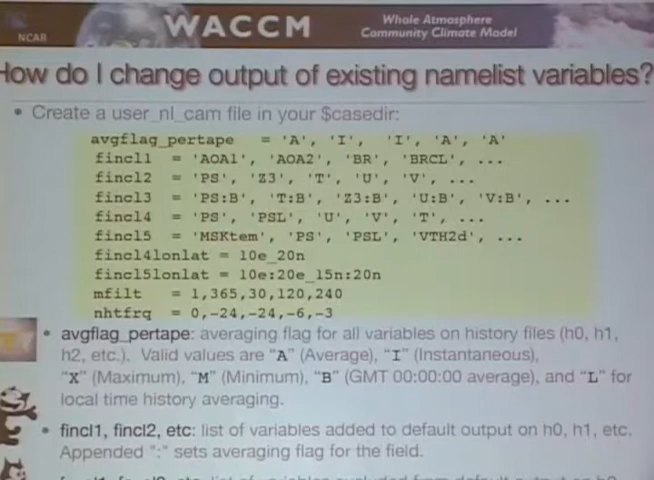 NCAR
WACCM
Whole Atmosphere
Community Climate Model
How do I change output of existing namelist variables?
• Create a user_nl_cam file in your $casedir:
avgflag_pertape = 'A', 'I', 'I', 'A', 'A'
fincl1 = 'AOA1', 'AOA2', 'BR', 'BRCL', ...
fincl2 = 'PS', 'Z3', 'T', 'U', 'V', ...
fincl3 = 'PS:B', 'T:B', 'Z3:B', 'U:B', 'V:B', ...
fincl4 = 'PS', 'PSL', 'U', 'V', 'T', ...
fincl5 = 'MSKtem', 'PS', 'PSL', 'VTH2d', ...
fincl4lonlat = 10e_20n
fincl5lonlat = 10e:20e_15n:20n
mfilt = 1,365,30,120,240
nhtfrq = 0,-24,-24,-6,-3
• avgflag_pertape: averaging flag for all variables on history files (h0, h1,
h2, etc.). Valid values are "A" (Average), "I" (Instantaneous),
"X" (Maximum), "M" (Minimum), "B" (GMT 00:00:00 average), and "L" for
local time history averaging.
• fincl1, fincl2, etc: list of variables added to default output on h0, h1, etc.
Appended ":" sets averaging flag for the field.